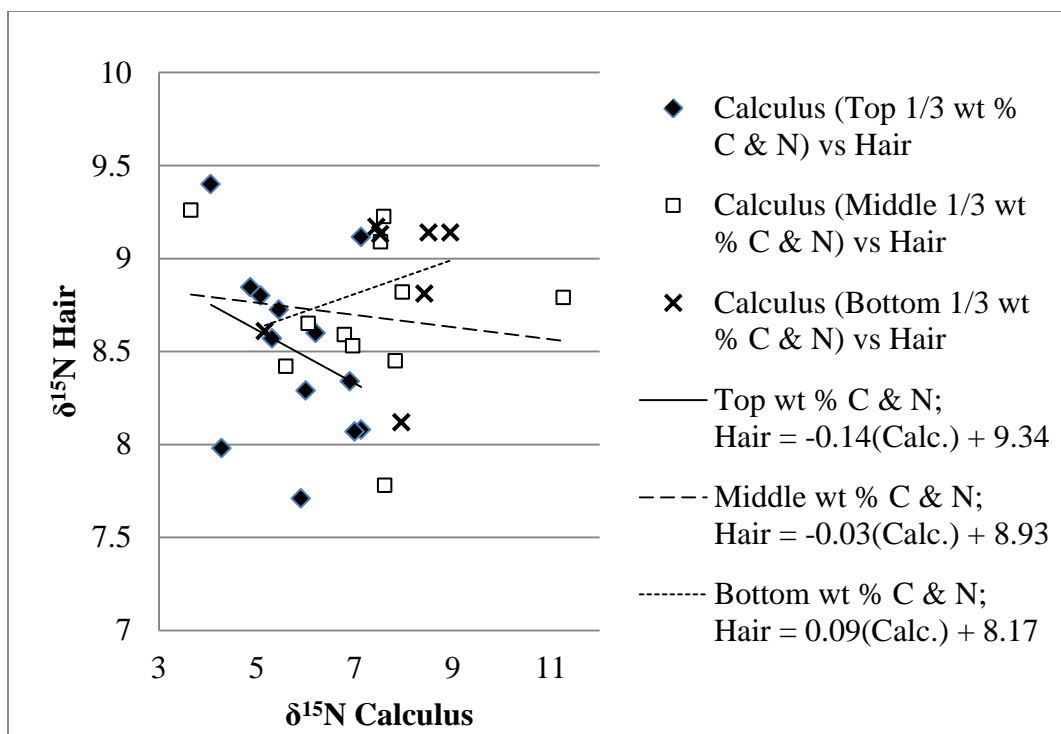 10
9.5
9
8.5
8
7.5
7
3 5 7 9 11
δ¹⁵N Hair
δ¹⁵N Calculus
Calculus (Top 1/3 wt %
C & N) vs Hair
Calculus (Middle 1/3 wt
% C & N) vs Hair
Calculus (Bottom 1/3 wt
% C & N) vs Hair
Top wt % C & N;
Hair = -0.14(Calc.) + 9.34
Middle wt % C & N;
Hair = -0.03(Calc.) + 8.93
Bottom wt % C & N;
Hair = 0.09(Calc.) + 8.17